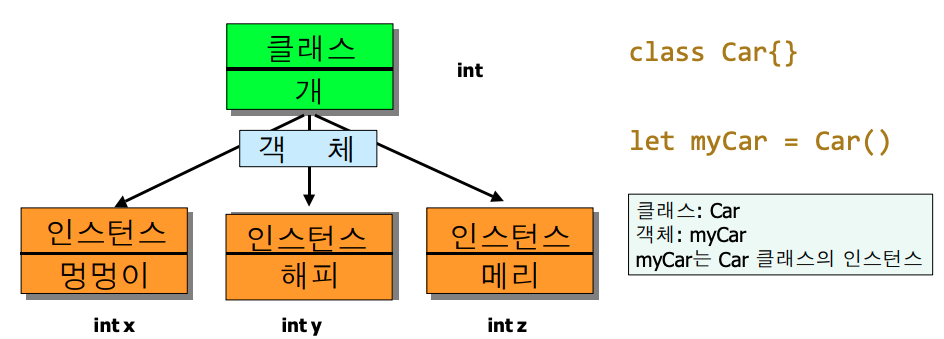 클래스
개
int
class Car{}
객 체
let myCar = Car()
인스턴스
멍멍이
인스턴스
해피
인스턴스
메리
클래스: Car
객체: myCar
myCar는 Car 클래스의 인스턴스
int x
int y
int z